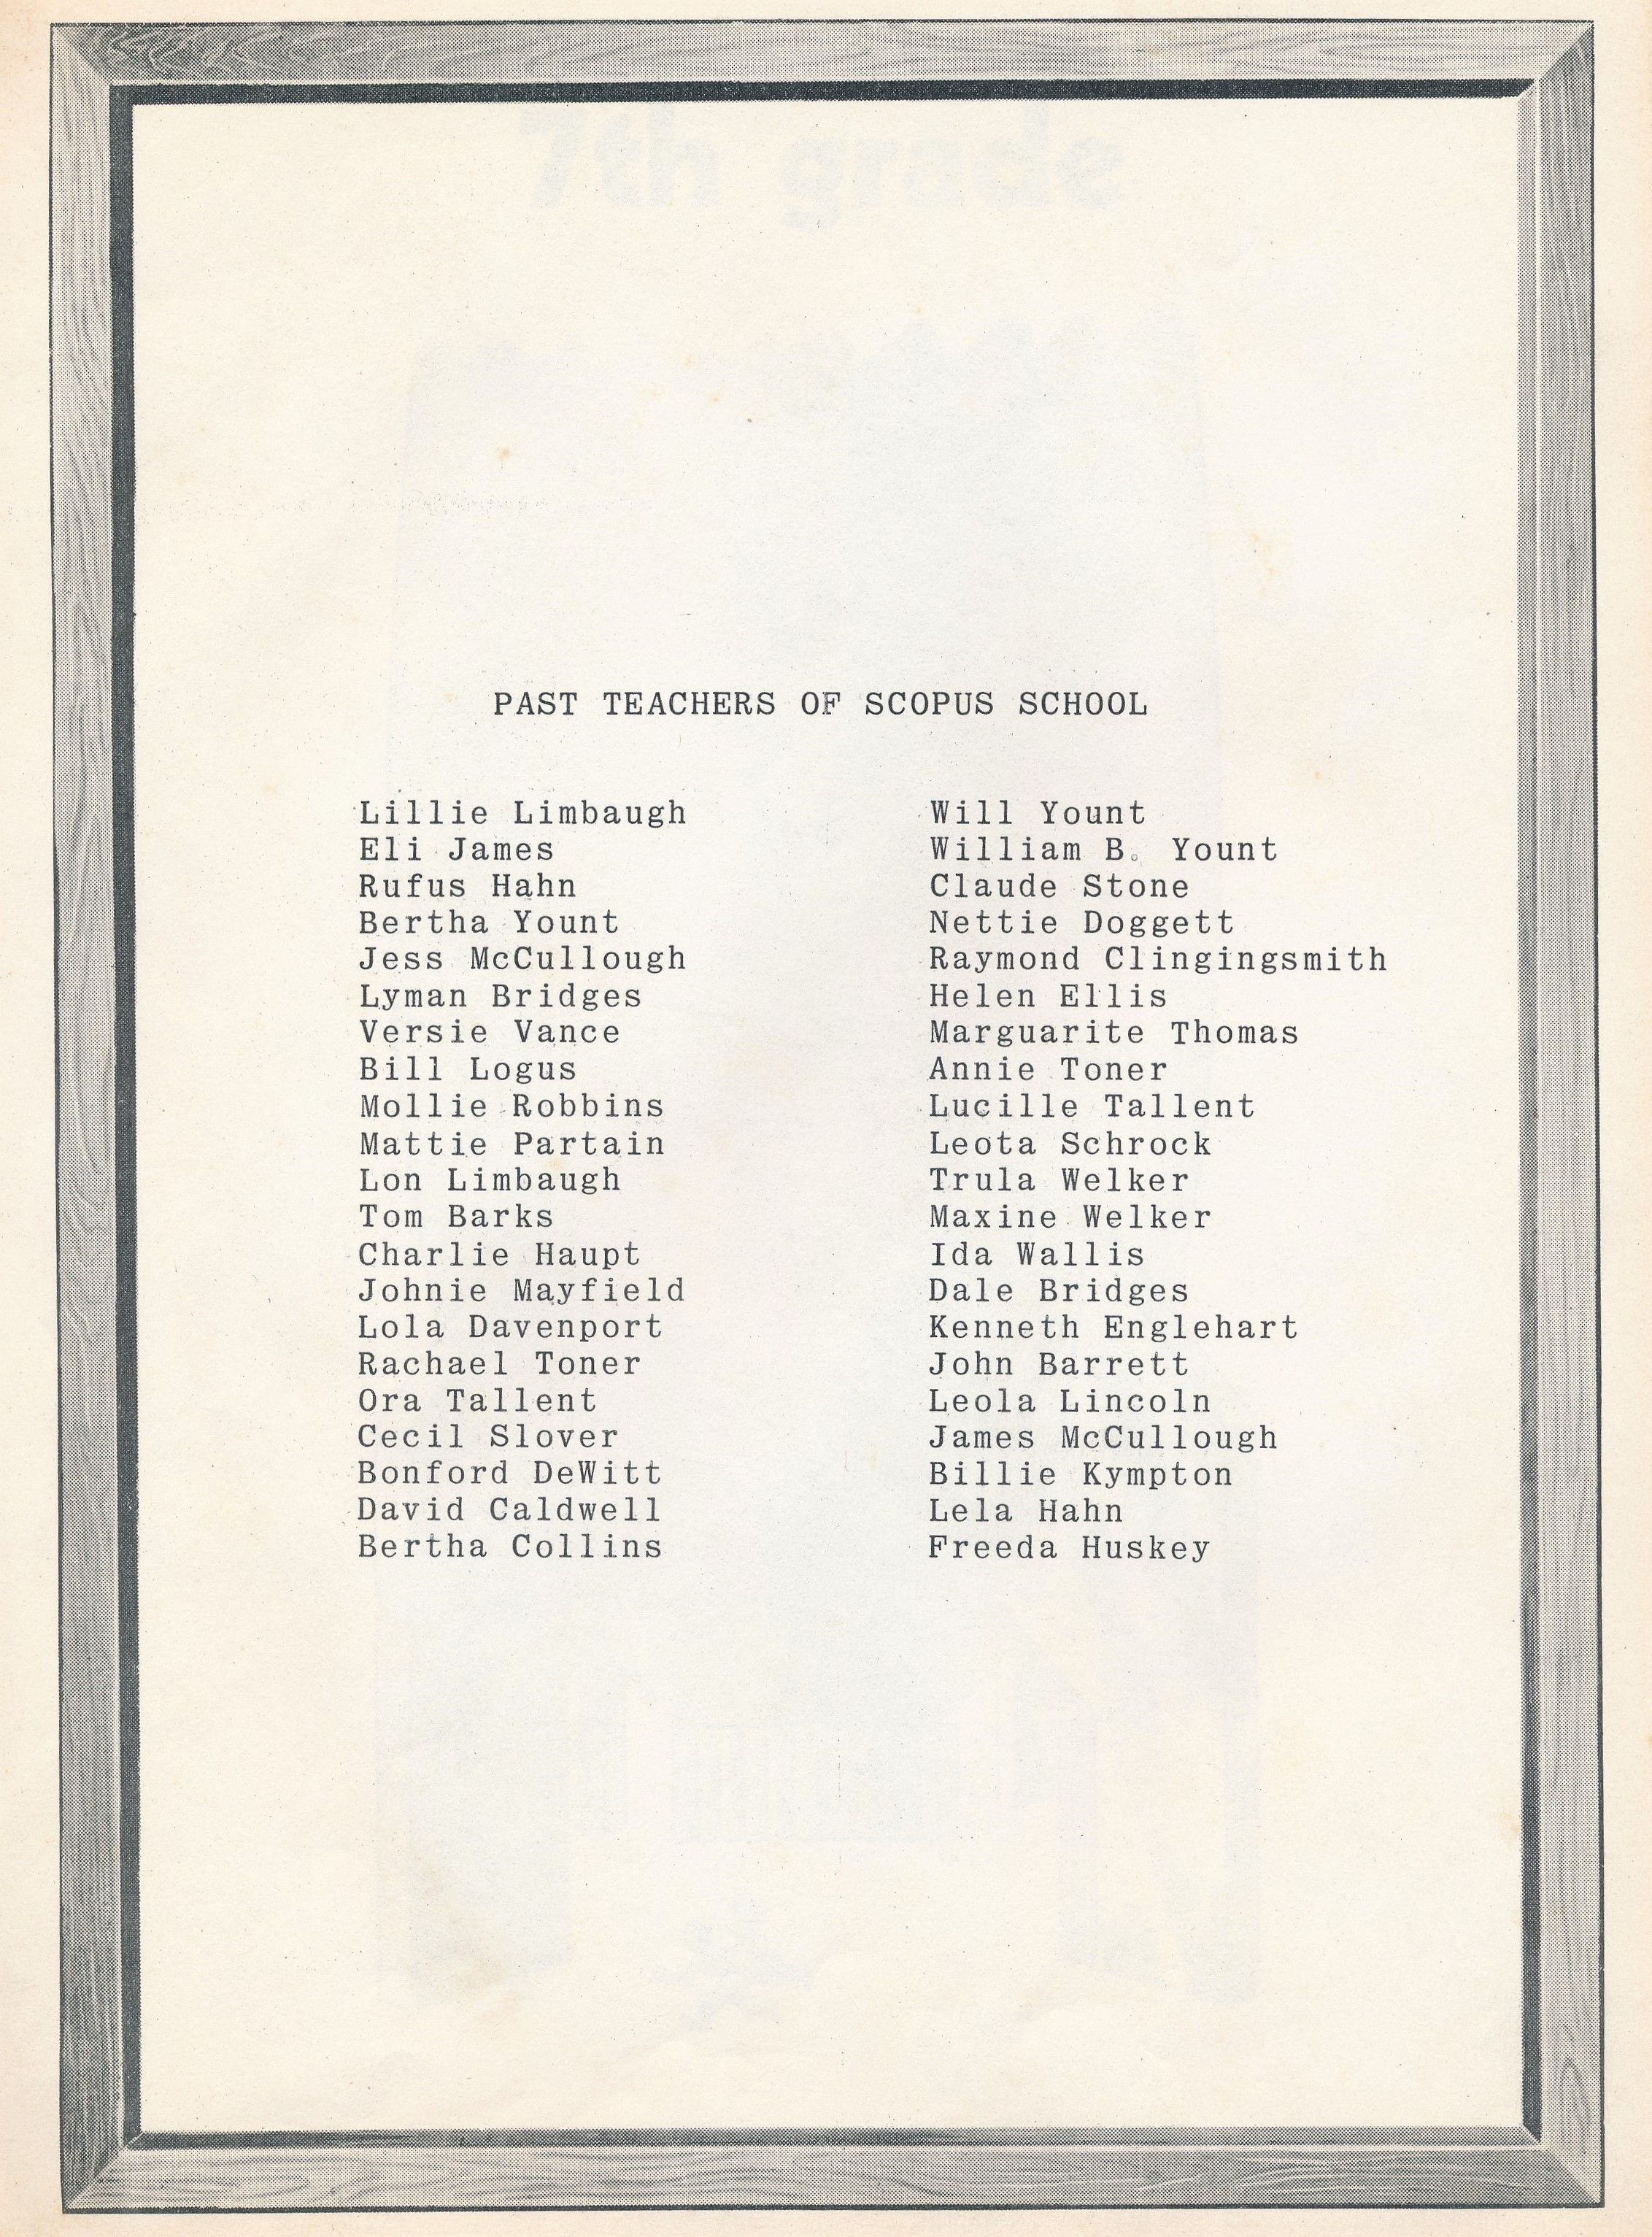 7th grade
PAST TEACHERS OF SCOPUS SCHOOL
Lillie Limbaugh
Eli James
Rufus Hahn
Bertha Yount
Jess McCullough
Lyman Bridges
Versie Vance
Bill Logus
Mollie Robbins
Mattie Partain
Lon Limbaugh
Tom Barks
Charlie Haupt
Johnie Mayfield
Lola Davenport
Rachael Toner
Ora Tallent
Cecil Slover
Bonford DeWitt
David Caldwell
Bertha Collins
Will Yount
William B. Yount
Claude Stone
Nettie Doggett
Raymond Clingingsmith
Helen Ellis
Marguarite Thomas
Annie Toner
Lucille Tallent
Leota Schrock
Trula Welker
Maxine Welker
Ida Wallis
Dale Bridges
Kenneth Englehart
John Barrett
Leola Lincoln
James McCullough
Billie Kympton
Lela Hahn
Freeda Huskey